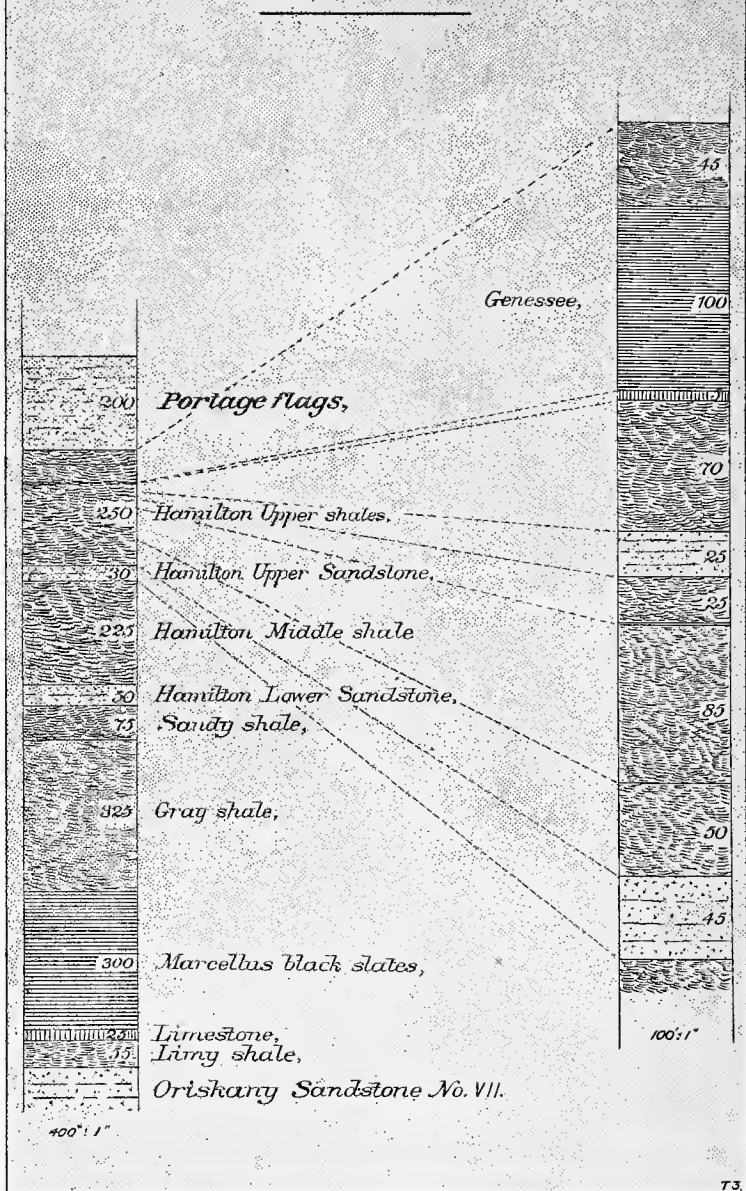 45
Genessee,
100
5
200 Portage flags,
70
250 Hamilton Upper shales,
25
30 Hamilton Upper Sandstone,
25
225 Hamilton Middle shale
50 Hamilton Lower Sandstone,
85
75 Sandy shale,
325 Gray shale,
50
45
300 Marcellus black slates,
25 Limestone,
100':1"
55 Limy shale,
Oriskany Sandstone No. VII.
400':1"
T3.